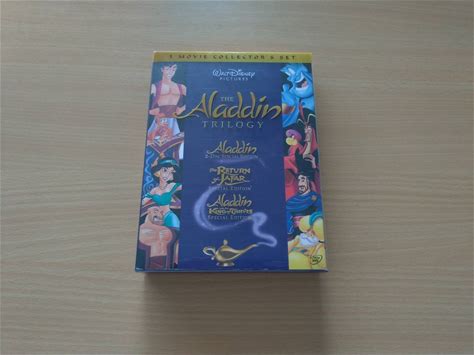 3 MOVIE COLLECTOR'S SET
WALT DISNEY
PICTURES
THE
Aladdin
TRILOGY
Aladdin
2-DISC SPECIAL EDITION
THE RETURN
OF JAFAR
SPECIAL EDITION
Aladdin
AND THE
KING OF THIEVES
SPECIAL EDITION
DVD